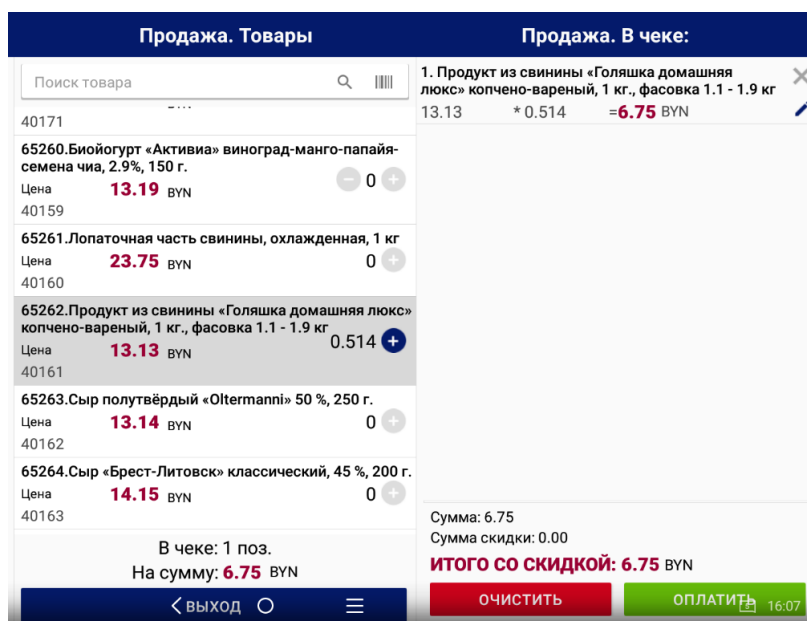 Продажа. Товары
Поиск товара
40171
65260.Биойогурт «Активиа» виноград-манго-папайя-
семена чиа, 2.9%, 150 г.
Цена 13.19 BYN
0
40159
65261.Лопаточная часть свинины, охлажденная, 1 кг
Цена 23.75 BYN
0
40160
65262.Продукт из свинины «Голяшка домашняя люкс»
копчено-вареный, 1 кг., фасовка 1.1 - 1.9 кг
0.514
Цена 13.13 BYN
40161
65263.Сыр полутвёрдый «Oltermanni» 50 %, 250 г.
Цена 13.14 BYN
0
40162
65264.Сыр «Брест-Литовск» классический, 45 %, 200 г.
Цена 14.15 BYN
0
40163
В чеке: 1 поз.
На сумму: 6.75 BYN
ВЫХОД
Продажа. В чеке:
1. Продукт из свинины «Голяшка домашняя
люкс» копчено-вареный, 1 кг., фасовка 1.1 - 1.9 кг
13.13 * 0.514 =6.75 BYN
Сумма: 6.75
Сумма скидки: 0.00
ИТОГО СО СКИДКОЙ: 6.75 BYN
ОЧИСТИТЬ
ОПЛАТИТЬ
16:07